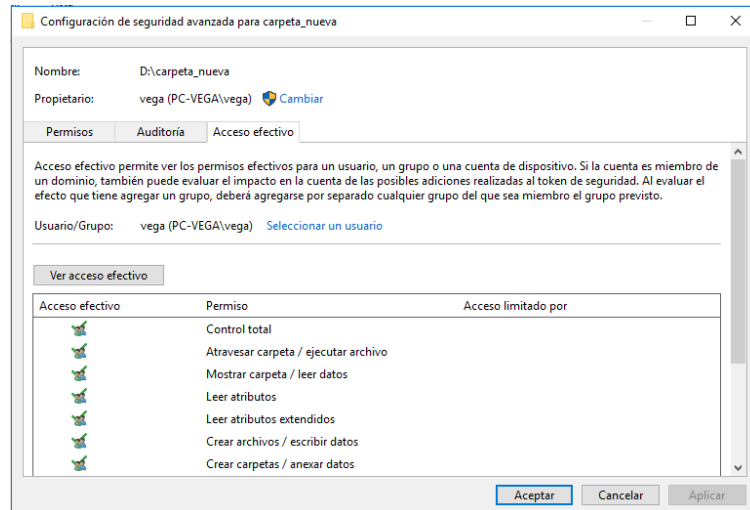 Configuración de seguridad avanzada para carpeta_nueva
Nombre: D:\carpeta_nueva
Propietario: vega (PC-VEGA\vega) Cambiar
Permisos Auditoría Acceso efectivo
Acceso efectivo permite ver los permisos efectivos para un usuario, un grupo o una cuenta de dispositivo. Si la cuenta es miembro de
un dominio, también puede evaluar el impacto en la cuenta de las posibles adiciones realizadas al token de seguridad. Al evaluar el
efecto que tiene agregar un grupo, deberá agregarse por separado cualquier grupo del que sea miembro el grupo previsto.
Usuario/Grupo: vega (PC-VEGA\vega) Seleccionar un usuario
Ver acceso efectivo
Acceso efectivo Permiso Acceso limitado por
Control total
Atravesar carpeta / ejecutar archivo
Mostrar carpeta / leer datos
Leer atributos
Leer atributos extendidos
Crear archivos / escribir datos
Crear carpetas / anexar datos
Aceptar Cancelar Aplicar